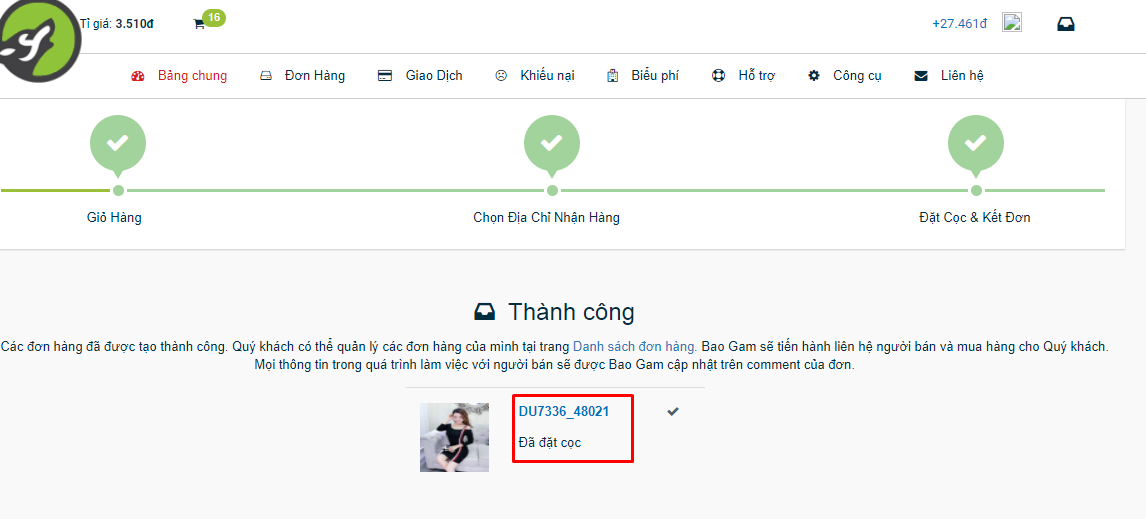 Tỉ giá: 3.510đ
16
+27.461đ
Bảng chung
Đơn Hàng
Giao Dịch
Khiếu nại
Biểu phí
Hỗ trợ
Công cụ
Liên hệ
Giỏ Hàng
Chọn Địa Chỉ Nhận Hàng
Đặt Cọc & Kết Đơn
Thành công
Các đơn hàng đã được tạo thành công. Quý khách có thể quản lý các đơn hàng của mình tại trang Danh sách đơn hàng. Bao Gam sẽ tiến hành liên hệ người bán và mua hàng cho Quý khách.
Mọi thông tin trong quá trình làm việc với người bán sẽ được Bao Gam cập nhật trên comment của đơn.
DU7336_48021
Đã đặt cọc